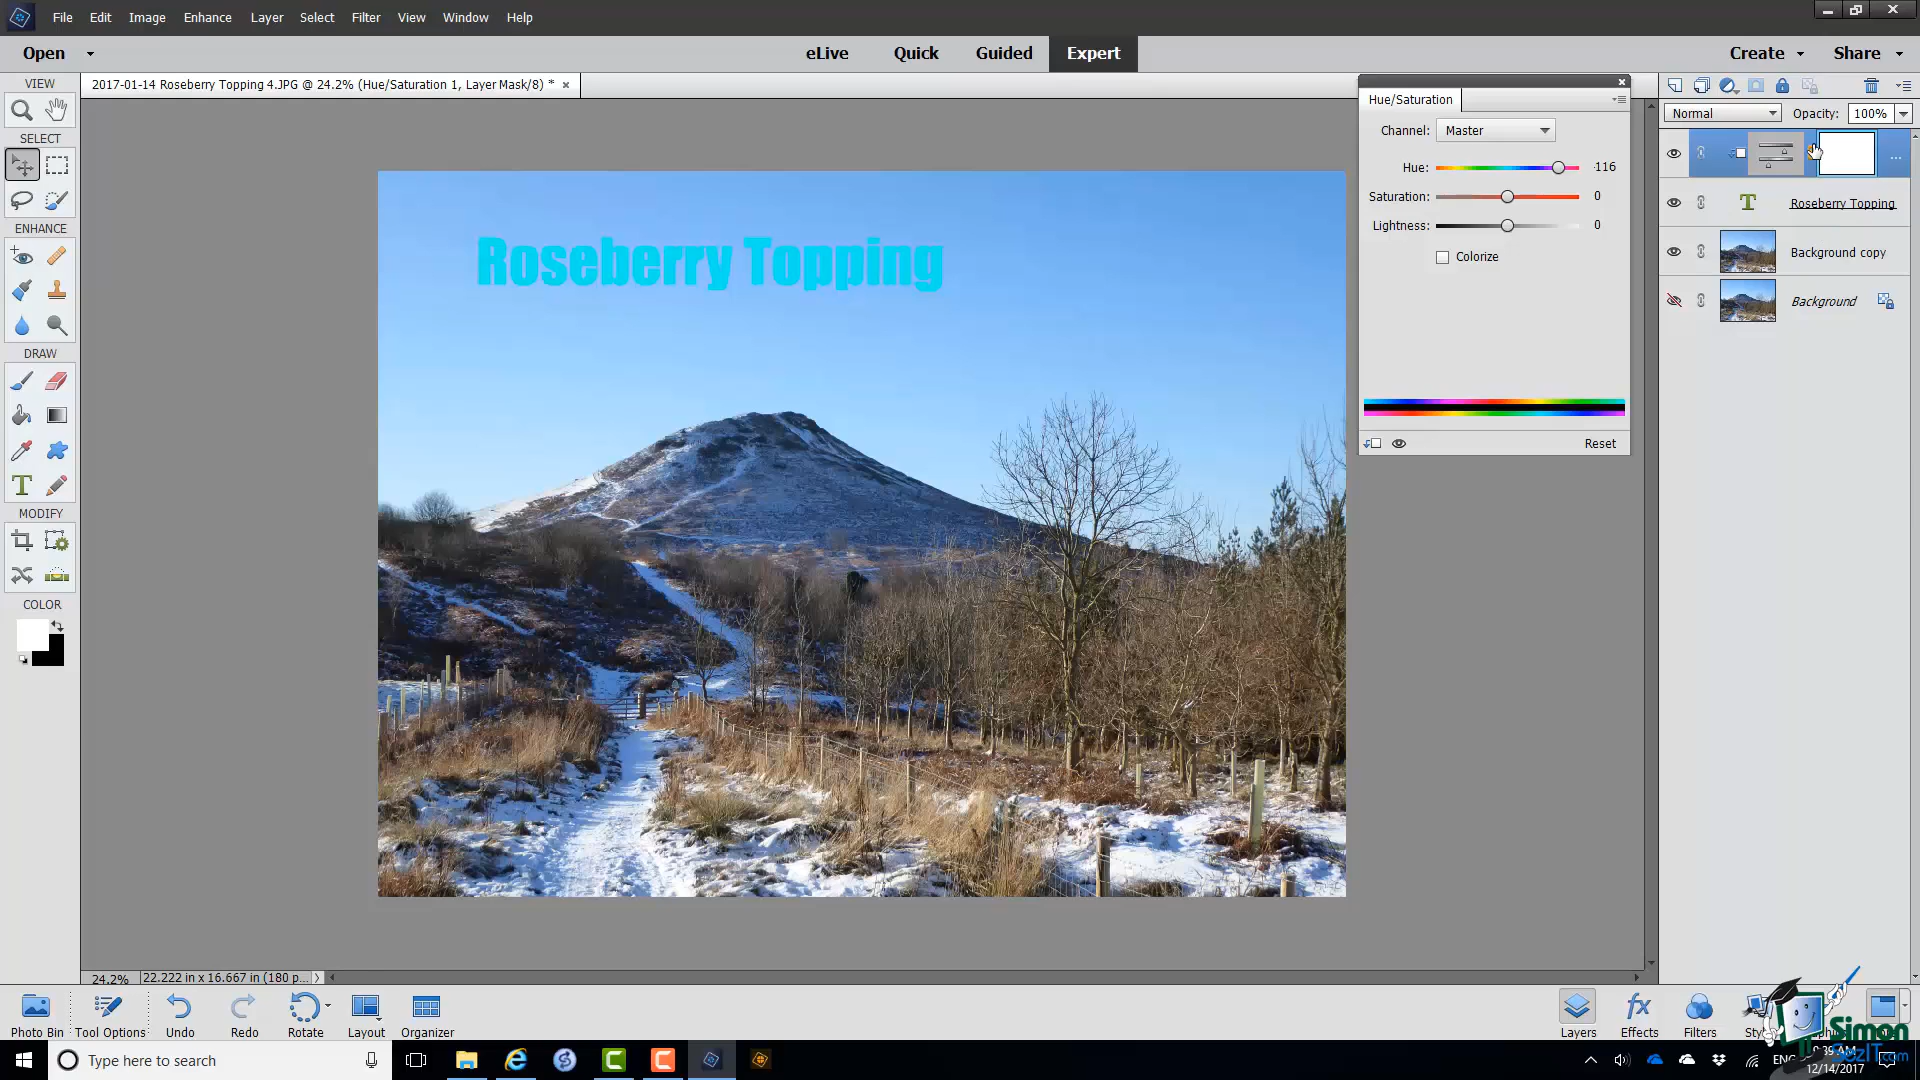 File Edit Image Enhance Layer Select Filter View Window Help
Open eLive Quick Guided Expert Create Share
VIEW
2017-01-14 Roseberry Topping 4.JPG @ 24.2% (Hue/Saturation 1, Layer Mask/8) *
SELECT
ENHANCE
DRAW
MODIFY
COLOR
Hue/Saturation
Channel: Master
Hue: 116
Saturation: 0
Lightness: 0
Colorize
Reset
Normal Opacity: 100%
...
T Roseberry Topping
Background copy
Background
Roseberry Topping
24.2% 22.222 in x 16.667 in (180 p...
Photo Bin Tool Options Undo Redo Rotate Layout Organizer
Layers Effects Filters
Simon
SezIT.com
Type here to search
12/14/2017